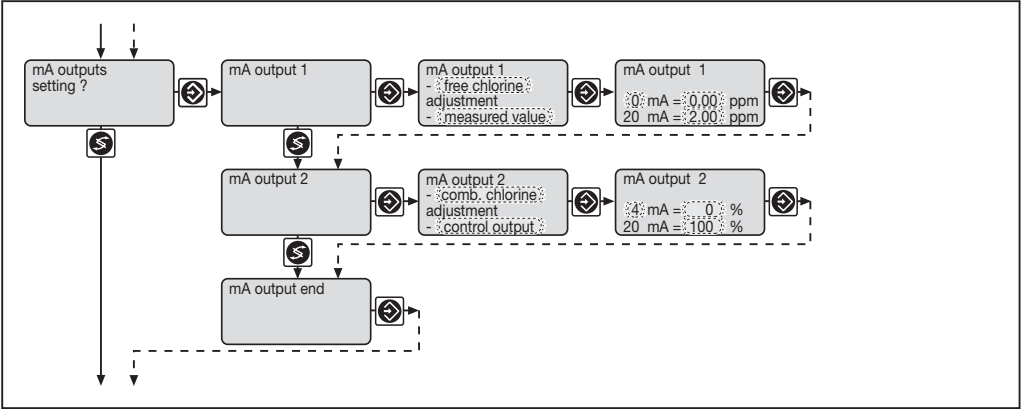 mA outputs
setting ?
mA output 1
mA output 1
- free chlorine
adjustment
- measured value
mA output 1
0 mA = 0,00 ppm
20 mA = 2.00 ppm
mA output 2
mA output 2
- comb. chlorine
adjustment
- control output
mA output 2
4 mA = 0 %
20 mA = 100 %
mA output end